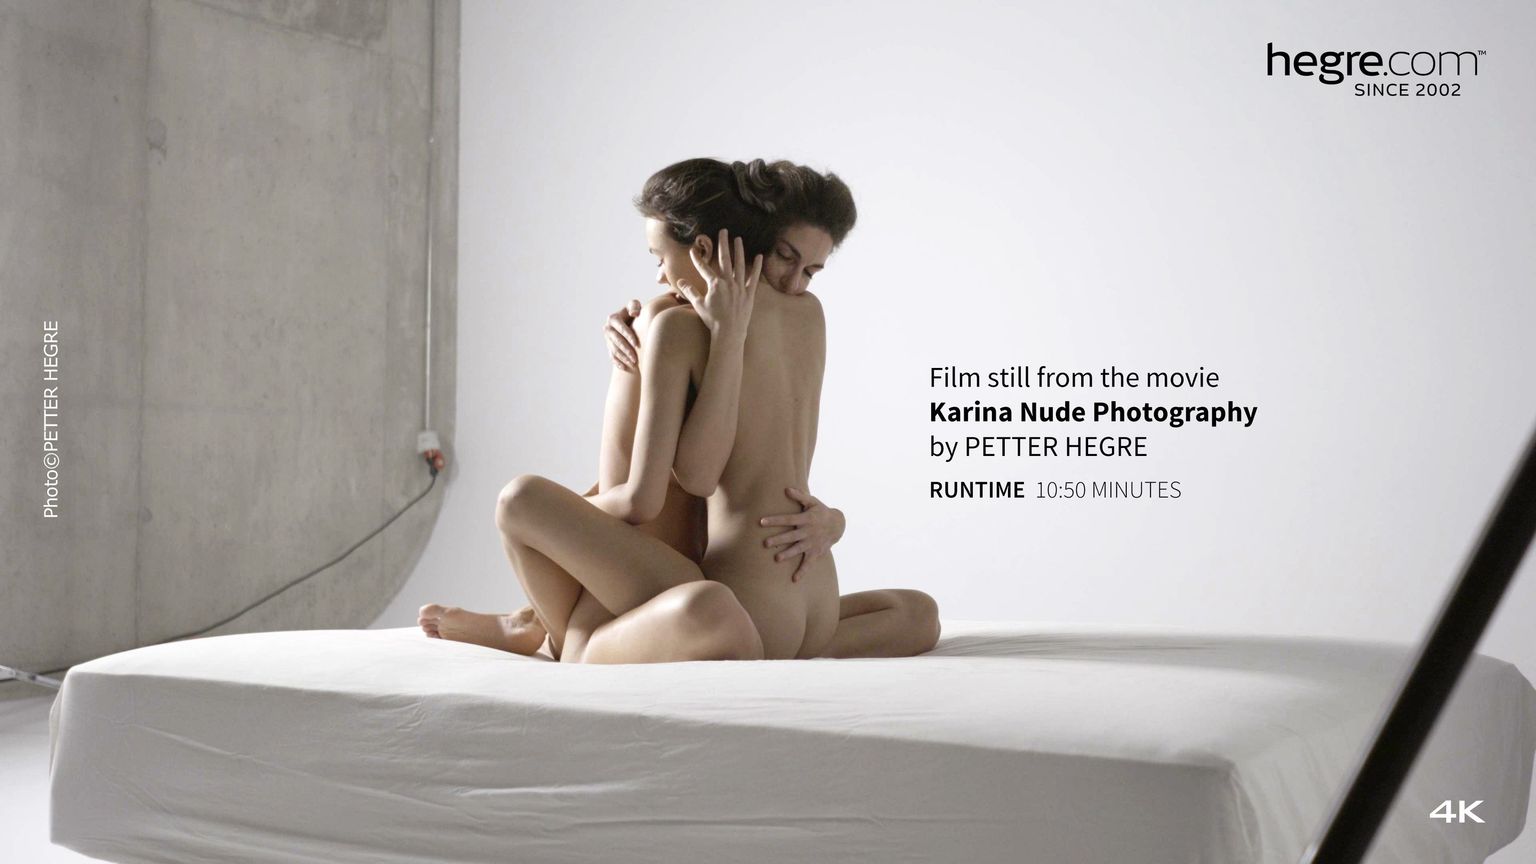 hegre.com™
SINCE 2002
Photo©PETTER HEGRE
Film still from the movie
Karina Nude Photography
by PETTER HEGRE
RUNTIME 10:50 MINUTES
4K